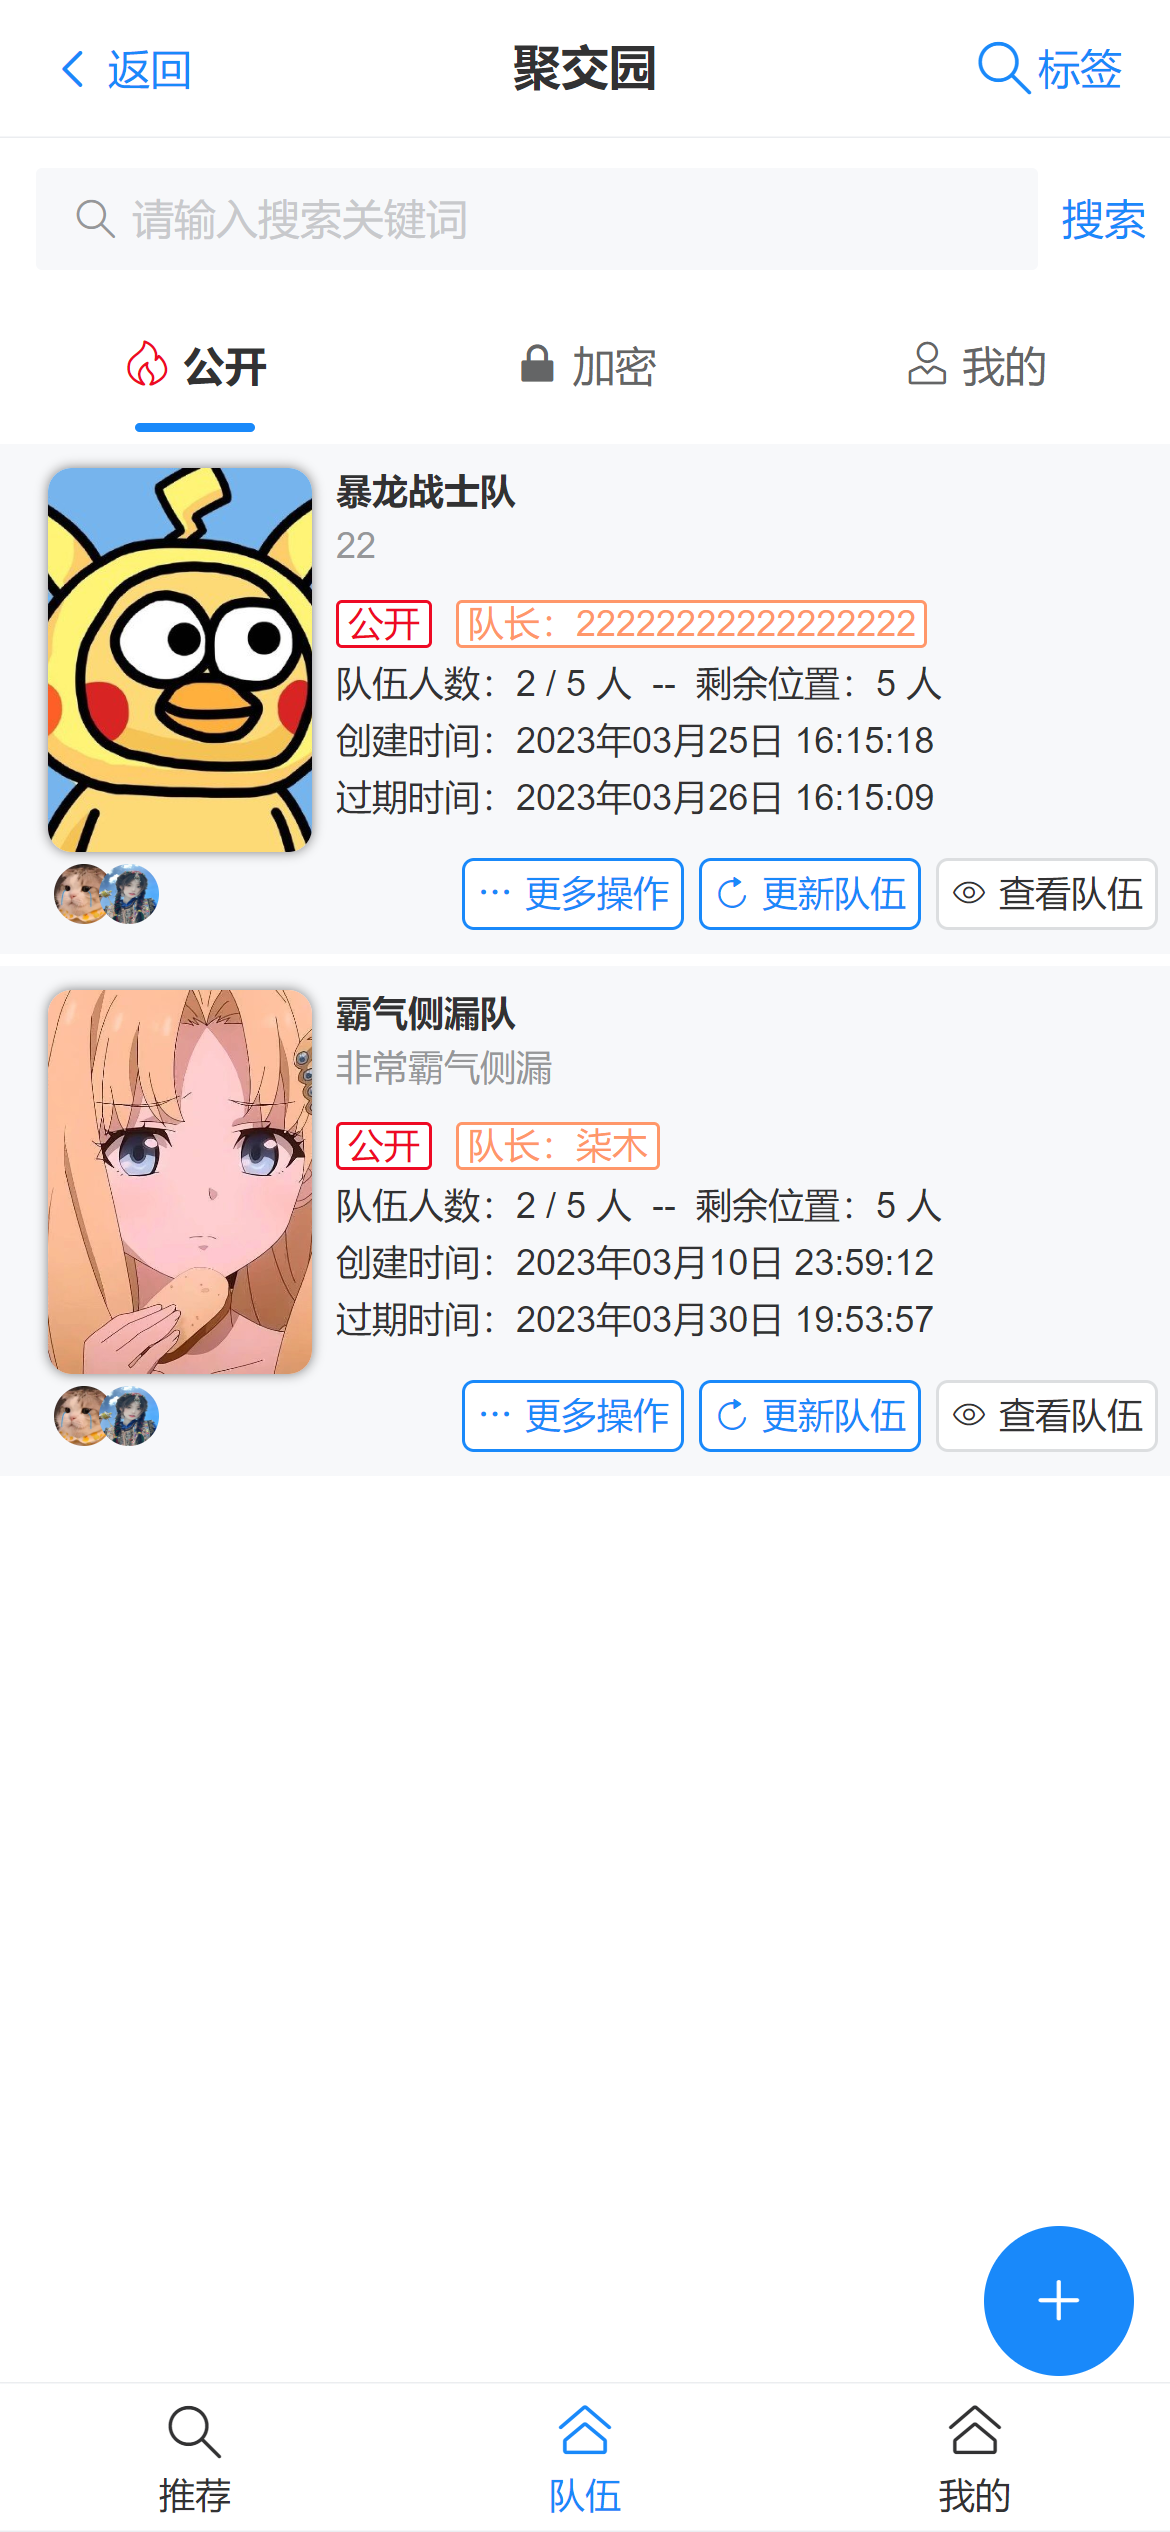 返回
聚交园
标签
请输入搜索关键词
搜索
公开
加密
我的
暴龙战士队
22
公开
队长：22222222222222222
队伍人数：2 / 5 人 -- 剩余位置：5 人
创建时间：2023年03月25日 16:15:18
过期时间：2023年03月26日 16:15:09
更多操作
更新队伍
查看队伍
霸气侧漏队
非常霸气侧漏
公开
队长：柒木
队伍人数：2 / 5 人 -- 剩余位置：5 人
创建时间：2023年03月10日 23:59:12
过期时间：2023年03月30日 19:53:57
更多操作
更新队伍
查看队伍
推荐
队伍
我的